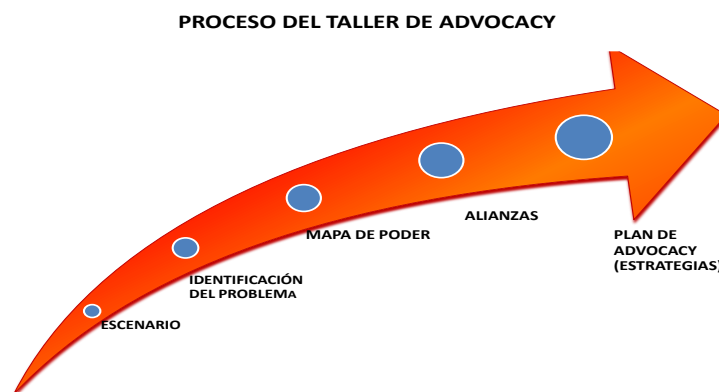 PROCESO DEL TALLER DE ADVOCACY
ESCENARIO
IDENTIFICACIÓN
DEL PROBLEMA
MAPA DE PODER
ALIANZAS
PLAN DE
ADVOCACY
(ESTRATEGIAS)